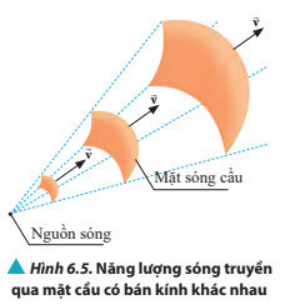 v⃗
v⃗
v⃗
Mặt sóng cầu
Nguồn sóng
▲ Hình 6.5. Năng lượng sóng truyền
qua mặt cầu có bán kính khác nhau